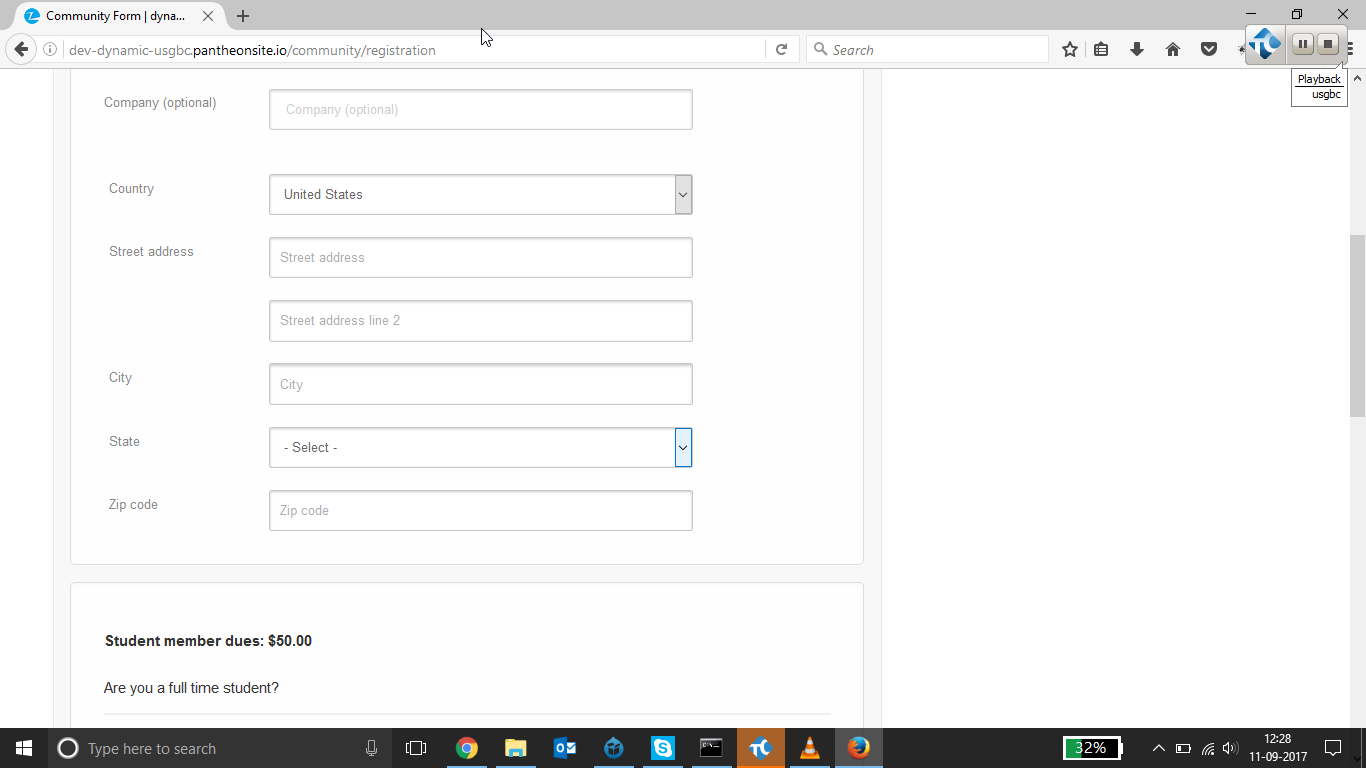 Community Form | dyna...
dev-dynamic-usgbc.pantheonsite.io/community/registration
Search
Playback
usgbc
Company (optional)
Company (optional)
Country
United States
Street address
Street address
Street address line 2
City
City
State
- Select -
Zip code
Zip code
Student member dues: $50.00
Are you a full time student?
Type here to search
32%
12:28
11-09-2017